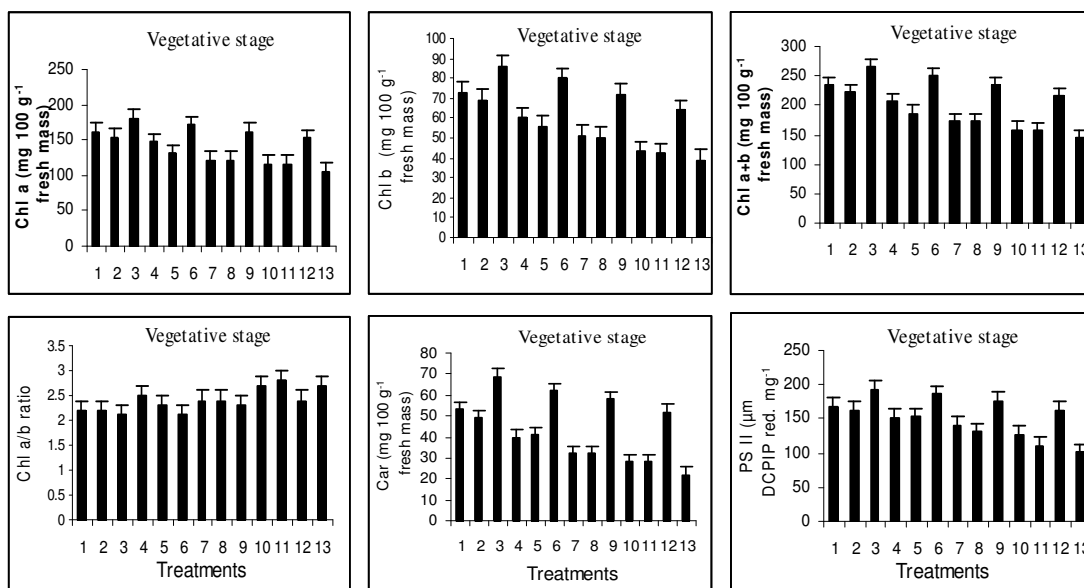 Vegetative stage
Chl a (mg 100 g-1
fresh mass)
250
200
150
100
50
0
1 2 3 4 5 6 7 8 9 10 11 12 13
Vegetative stage
Chl b (mg 100 g-1
fresh mass)
100
90
80
70
60
50
40
30
20
10
0
1 2 3 4 5 6 7 8 9 10 11 12 13
Vegetative stage
Chl a+b (mg 100 g-1
fresh mass)
300
250
200
150
100
50
0
1 2 3 4 5 6 7 8 9 10 11 12 13
Vegetative stage
Chl a/b ratio
3.5
3
2.5
2
1.5
1
0.5
0
1 2 3 4 5 6 7 8 9 10 11 12 13
Treatments
Vegetative stage
Car (mg 100 g-1
fresh mass)
80
70
60
50
40
30
20
10
0
1 2 3 4 5 6 7 8 9 10 11 12 13
Treatments
Vegetative stage
PS II (µm
DCPIP red. mg-1
250
200
150
100
50
0
1 2 3 4 5 6 7 8 9 10 11 12 13
Treatments